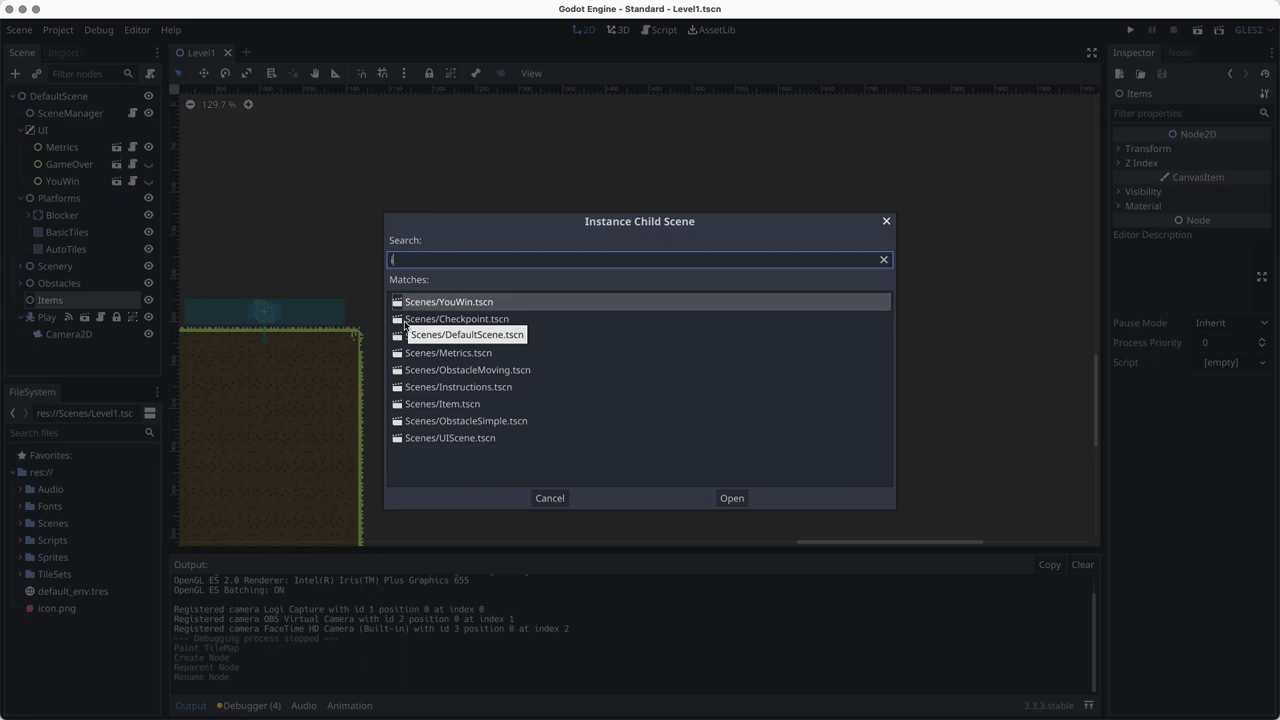 Godot Engine - Standard - Level1.tscn
Scene Project Debug Editor Help
2D 3D Script AssetLib
GLES2
Scene Import
Level1
Inspector Node
Filter nodes
View
DefaultScene
SceneManager
UI
Metrics
GameOver
YouWin
Platforms
Blocker
BasicTiles
AutoTiles
Scenery
Obstacles
Items
Play
Camera2D
129.7 %
Instance Child Scene
Search:
i
Matches:
Scenes/YouWin.tscn
Scenes/Checkpoint.tscn
Scenes/DefaultScene.tscn
Scenes/Metrics.tscn
Scenes/ObstacleMoving.tscn
Scenes/Instructions.tscn
Scenes/Item.tscn
Scenes/ObstacleSimple.tscn
Scenes/UIScene.tscn
Cancel Open
Items
Filter properties
Node2D
Transform
Z Index
CanvasItem
Visibility
Material
Node
Editor Description
Pause Mode Inherit
Process Priority 0
Script [empty]
FileSystem
res://Scenes/Level1.tsc
Search files
Favorites:
res://
Audio
Fonts
Scenes
Scripts
Sprites
TileSets
default_env.tres
icon.png
Output:
Copy Clear
OpenGL ES 2.0 Renderer: Intel(R) Iris(TM) Plus Graphics 655
OpenGL ES Batching: ON
Registered camera Logi Capture with id 1 position 0 at index 0
Registered camera OBS Virtual Camera with id 2 position 0 at index 1
Registered camera FaceTime HD Camera (Built-in) with id 3 position 0 at index 2
--- Debugging process stopped ---
Paint TileMap
Create Node
Reparent Node
Rename Node
Output Debugger (4) Audio Animation
3.3.3.stable